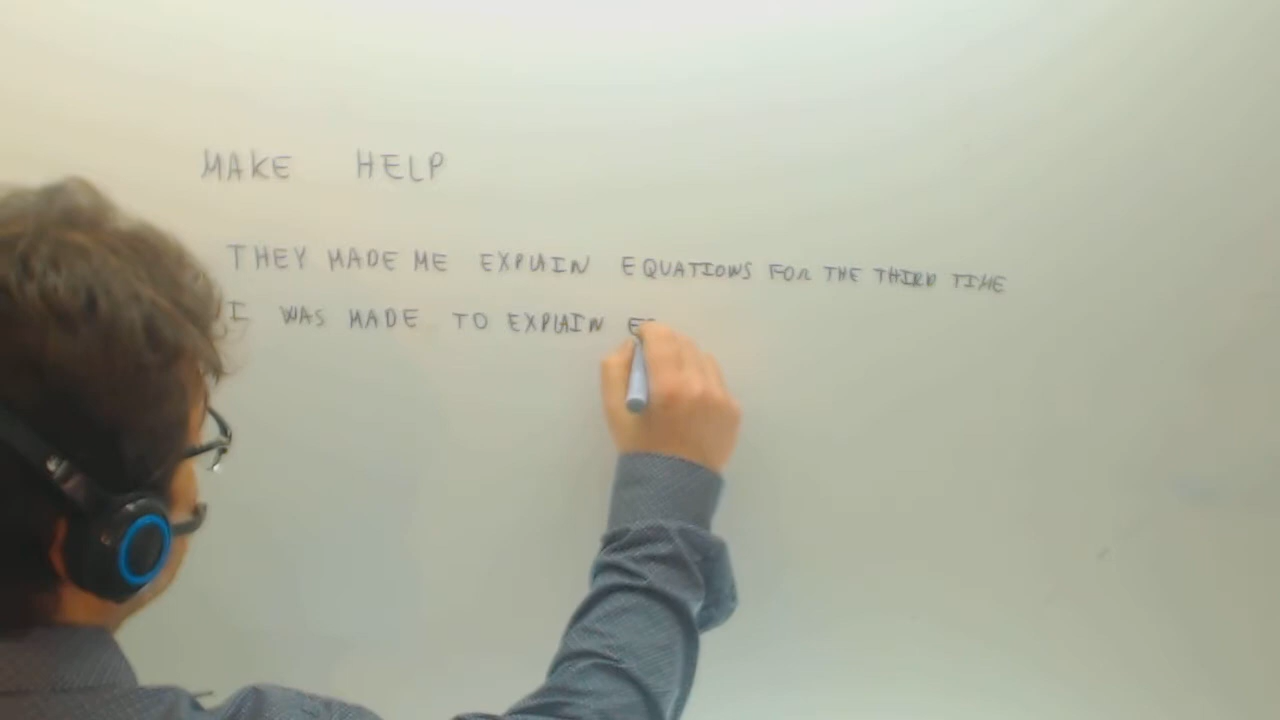 MAKE HELP
THEY MADE ME EXPLAIN EQUATIONS FOR THE THIRD TIME
I WAS MADE TO EXPLAIN